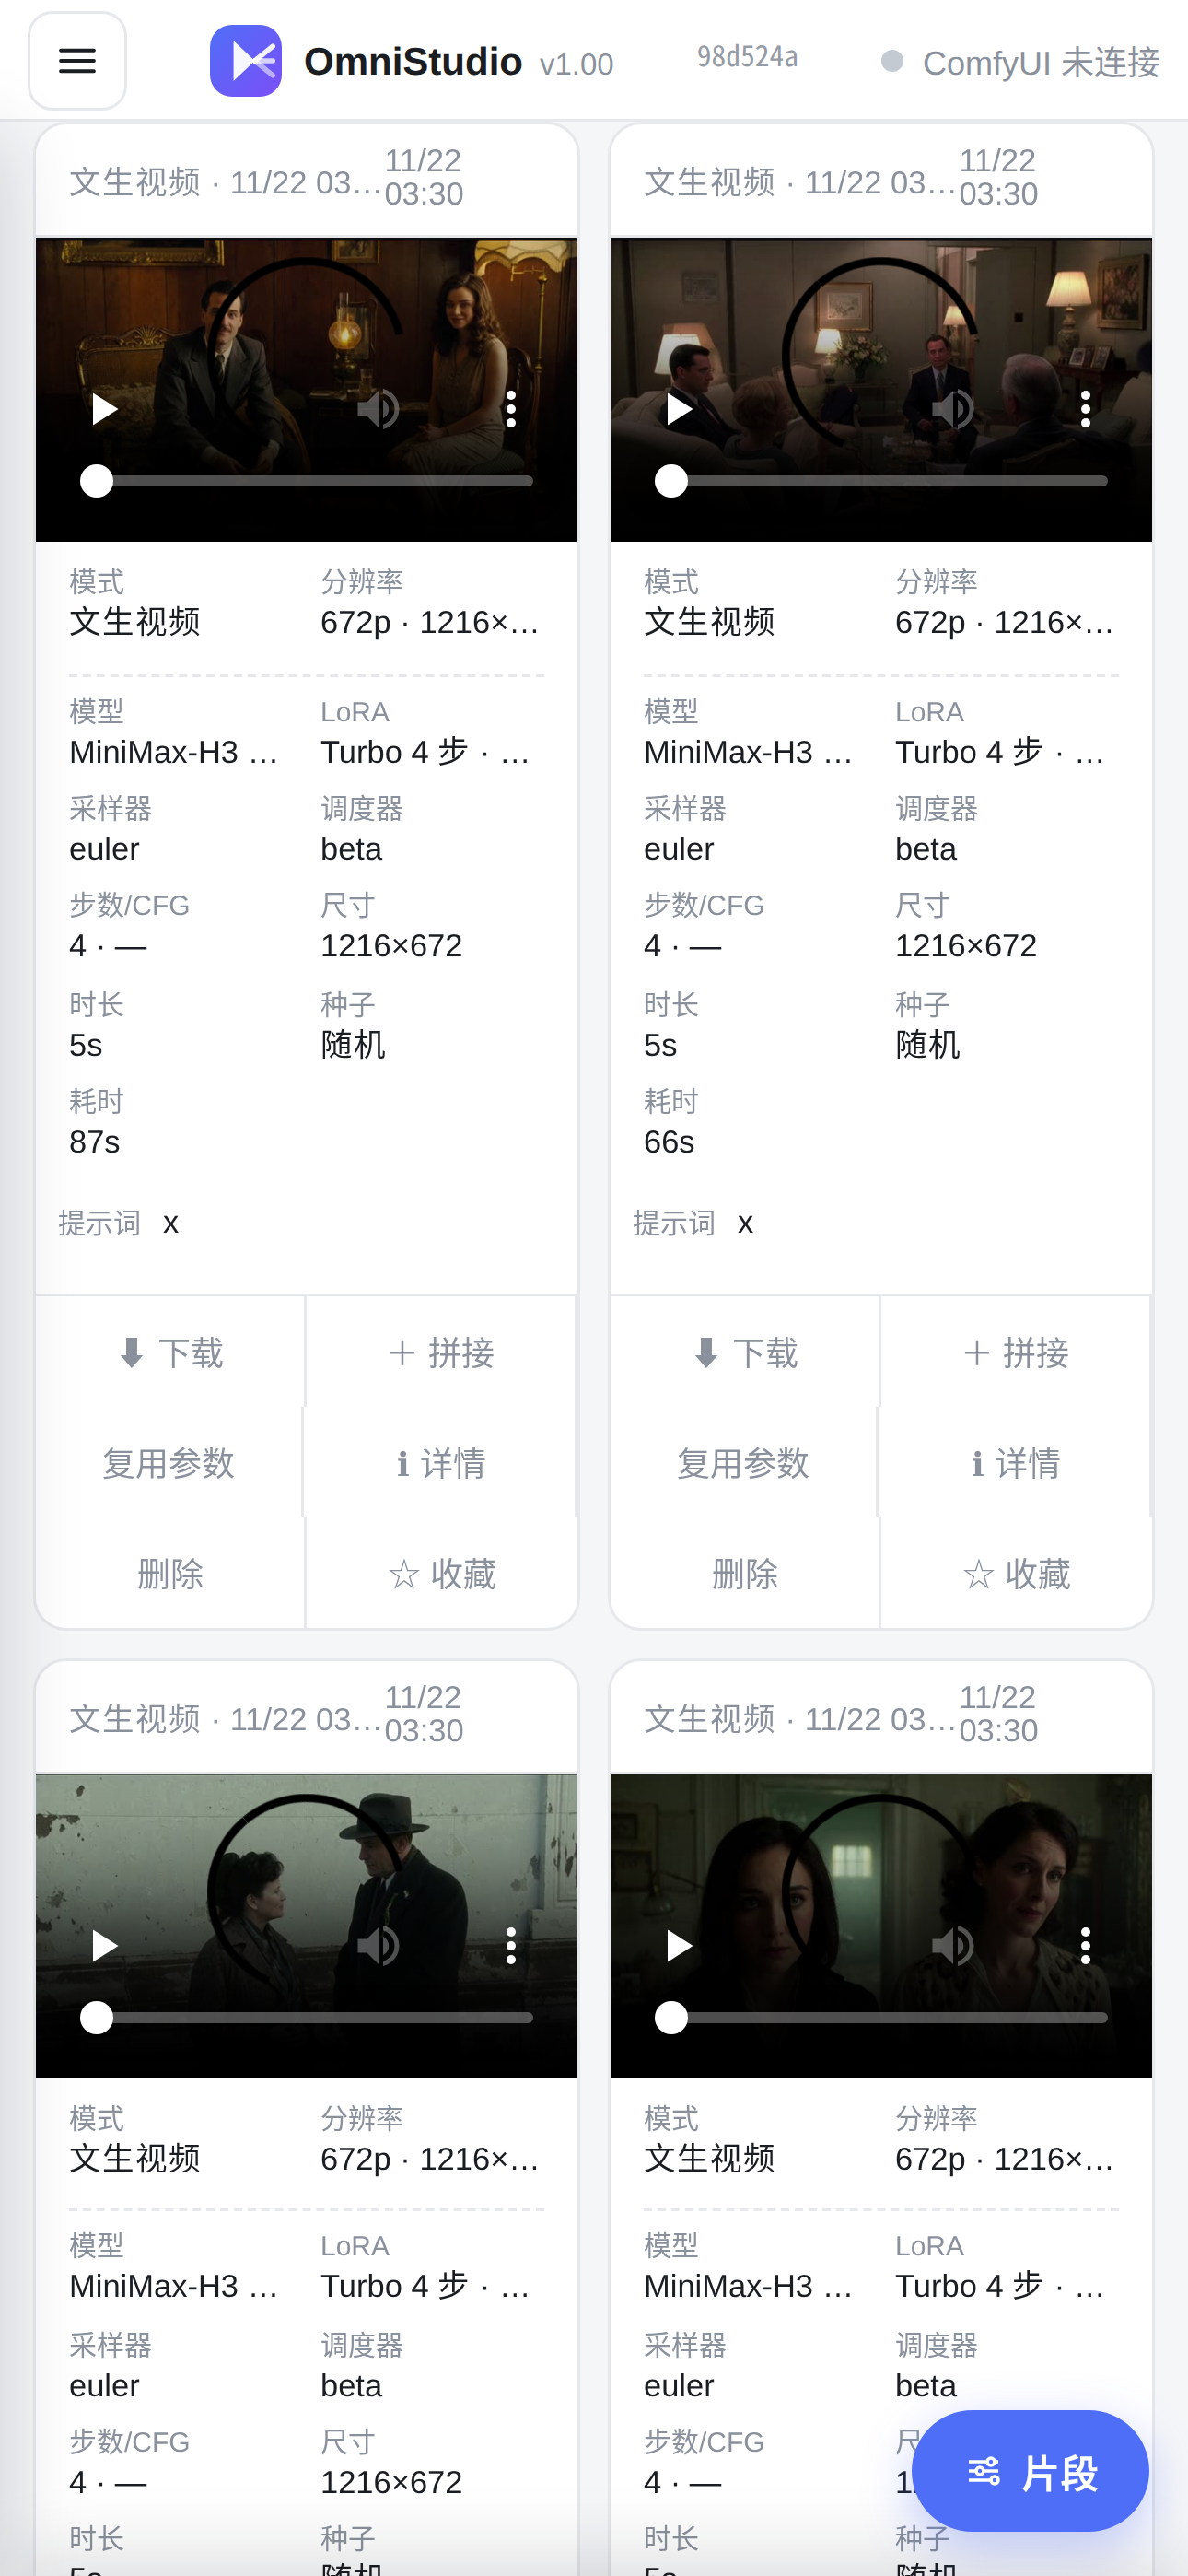 OmniStudio v1.00 98d524a ComfyUI 未连接
文生视频 · 11/22 03… 11/22 03:30
文生视频 · 11/22 03… 11/22 03:30
模式 分辨率
文生视频 672p · 1216×…
模型 LoRA
MiniMax-H3 … Turbo 4 步 · …
采样器 调度器
euler beta
步数/CFG 尺寸
4 · — 1216×672
时长 种子
5s 随机
耗时
87s
提示词 x
⬇ 下载 ＋ 拼接
复用参数 ℹ 详情
删除 ☆ 收藏
模式 分辨率
文生视频 672p · 1216×…
模型 LoRA
MiniMax-H3 … Turbo 4 步 · …
采样器 调度器
euler beta
步数/CFG 尺寸
4 · — 1216×672
时长 种子
5s 随机
耗时
66s
提示词 x
⬇ 下载 ＋ 拼接
复用参数 ℹ 详情
删除 ☆ 收藏
文生视频 · 11/22 03… 11/22 03:30
文生视频 · 11/22 03… 11/22 03:30
模式 分辨率
文生视频 672p · 1216×…
模型 LoRA
MiniMax-H3 … Turbo 4 步 · …
采样器 调度器
euler beta
步数/CFG 尺寸
4 · — 1216×672
时长 种子
5s 随机
模式 分辨率
文生视频 672p · 1216×…
模型 LoRA
MiniMax-H3 … Turbo 4 步 · …
采样器 调度器
euler beta
步数/CFG
4 · —
时长 种子
随机
片段